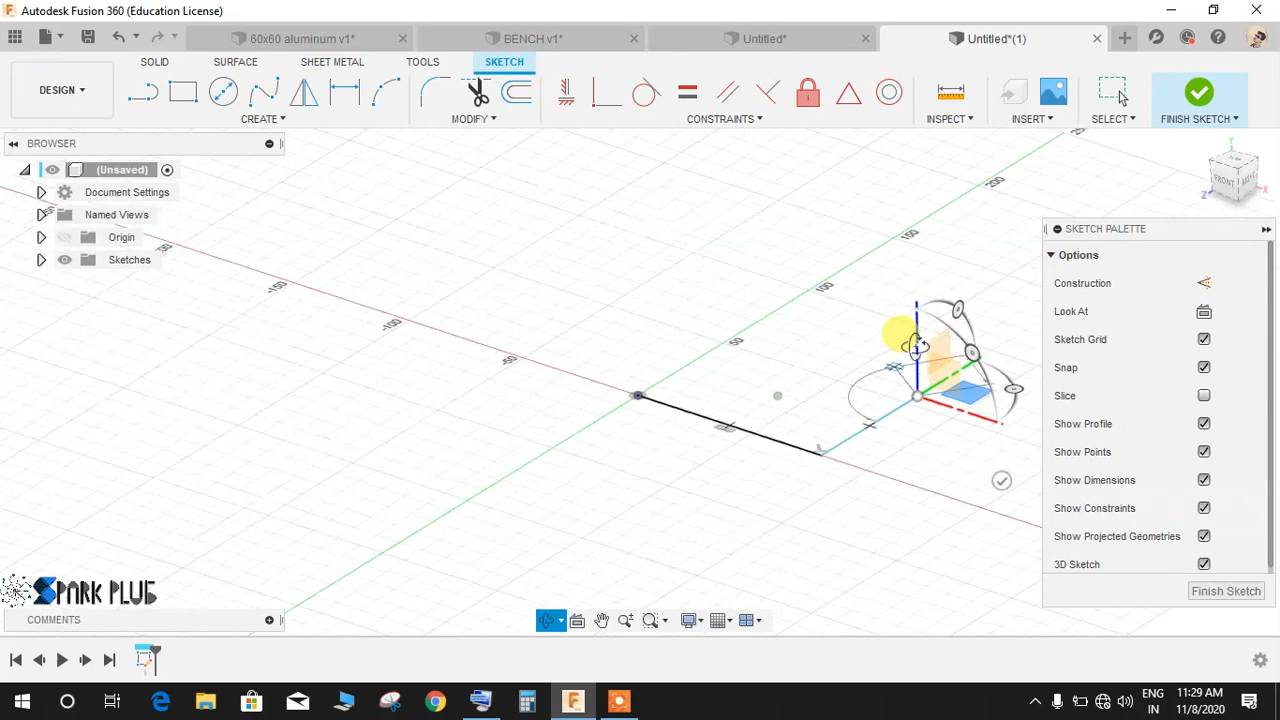 Autodesk Fusion 360 (Education License)
60x60 aluminum v1*
BENCH v1*
Untitled*
Untitled*(1)
SOLID
SURFACE
SHEET METAL
TOOLS
SKETCH
DESIGN
CREATE
MODIFY
CONSTRAINTS
INSPECT
INSERT
SELECT
FINISH SKETCH
BROWSER
(Unsaved)
Document Settings
Named Views
Origin
Sketches
200
150
100
50
-50
-100
-150
FRONT
X
Y
Z
SKETCH PALETTE
Options
Construction
Look At
Sketch Grid
Snap
Slice
Show Profile
Show Points
Show Dimensions
Show Constraints
Show Projected Geometries
3D Sketch
Finish Sketch
SPARK PLUG
COMMENTS
ENG
IN
11:29 AM
11/8/2020